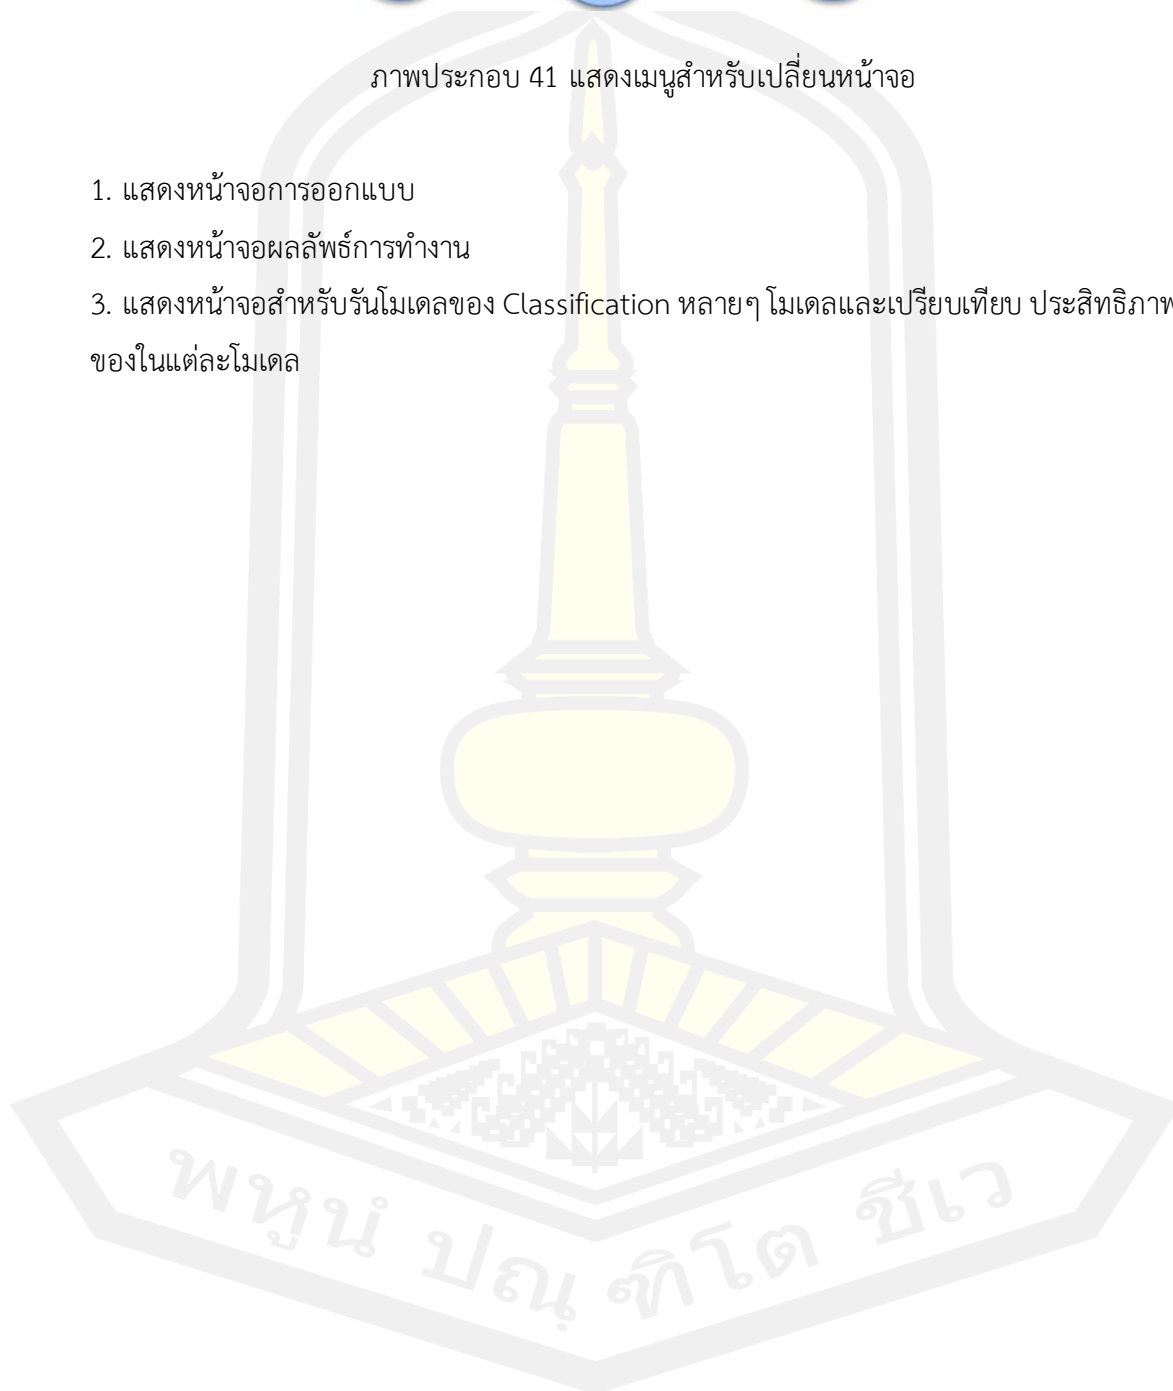 ภาพประกอบ 41 แสดงเมนูสำหรับเปลี่ยนหน้าจอ
1. แสดงหน้าจอการออกแบบ
2. แสดงหน้าจอผลลัพธ์การทำงาน
3. แสดงหน้าจอสำหรับรันโมเดลของ Classification หลายๆ โมเดลและเปรียบเทียบ ประสิทธิภาพ
ของในแต่ละโมเดล
พหูนํ ปณฺ ฑิโต ชีเว